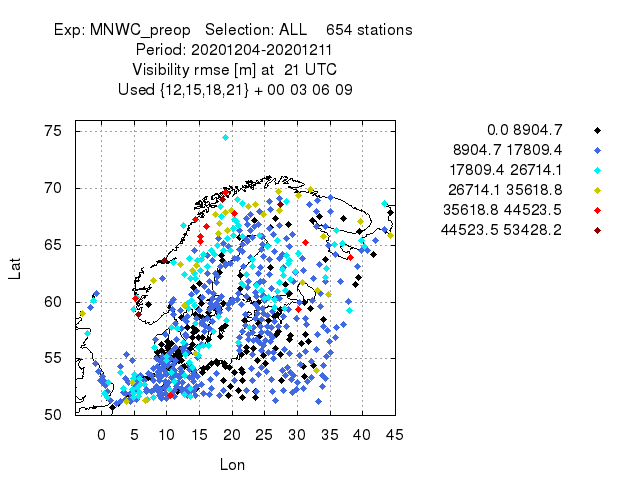 Exp: MNWC_preop   Selection: ALL    654 stations
Period: 20201204-20201211
Visibility rmse [m] at  21 UTC
Used {12,15,18,21} + 00 03 06 09
0.0 8904.7
8904.7 17809.4
17809.4 26714.1
26714.1 35618.8
35618.8 44523.5
44523.5 53428.2
75
70
65
60
55
50
Lat
0 5 10 15 20 25 30 35 40 45
Lon